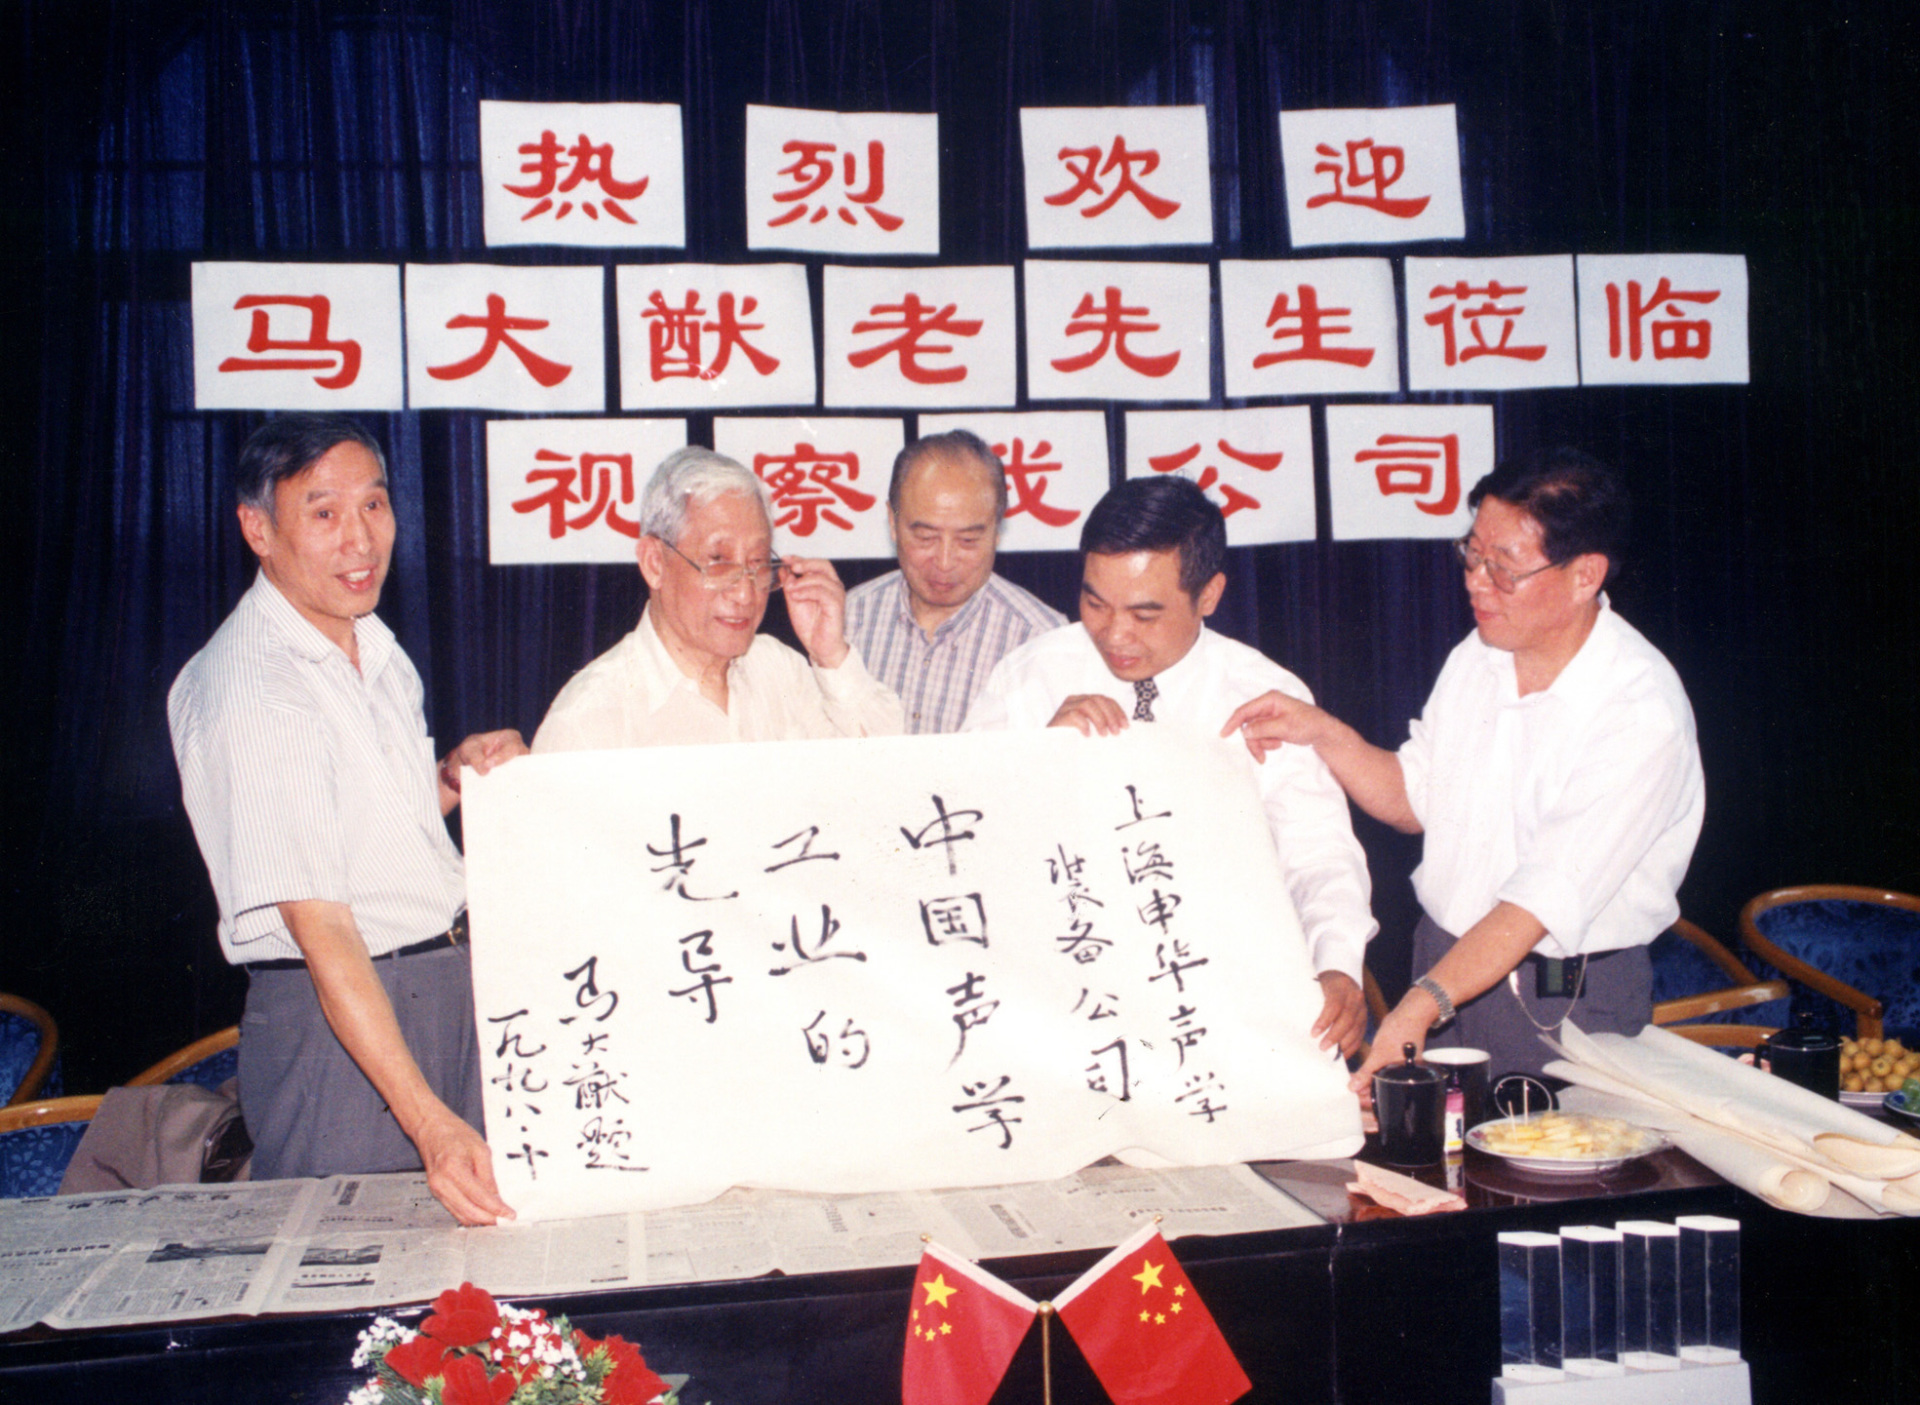 热烈欢迎
马大猷老先生莅临
视察我公司
上海申华声学
装备公司
中国声学
工业的
先导
马大猷题
一九九八·十